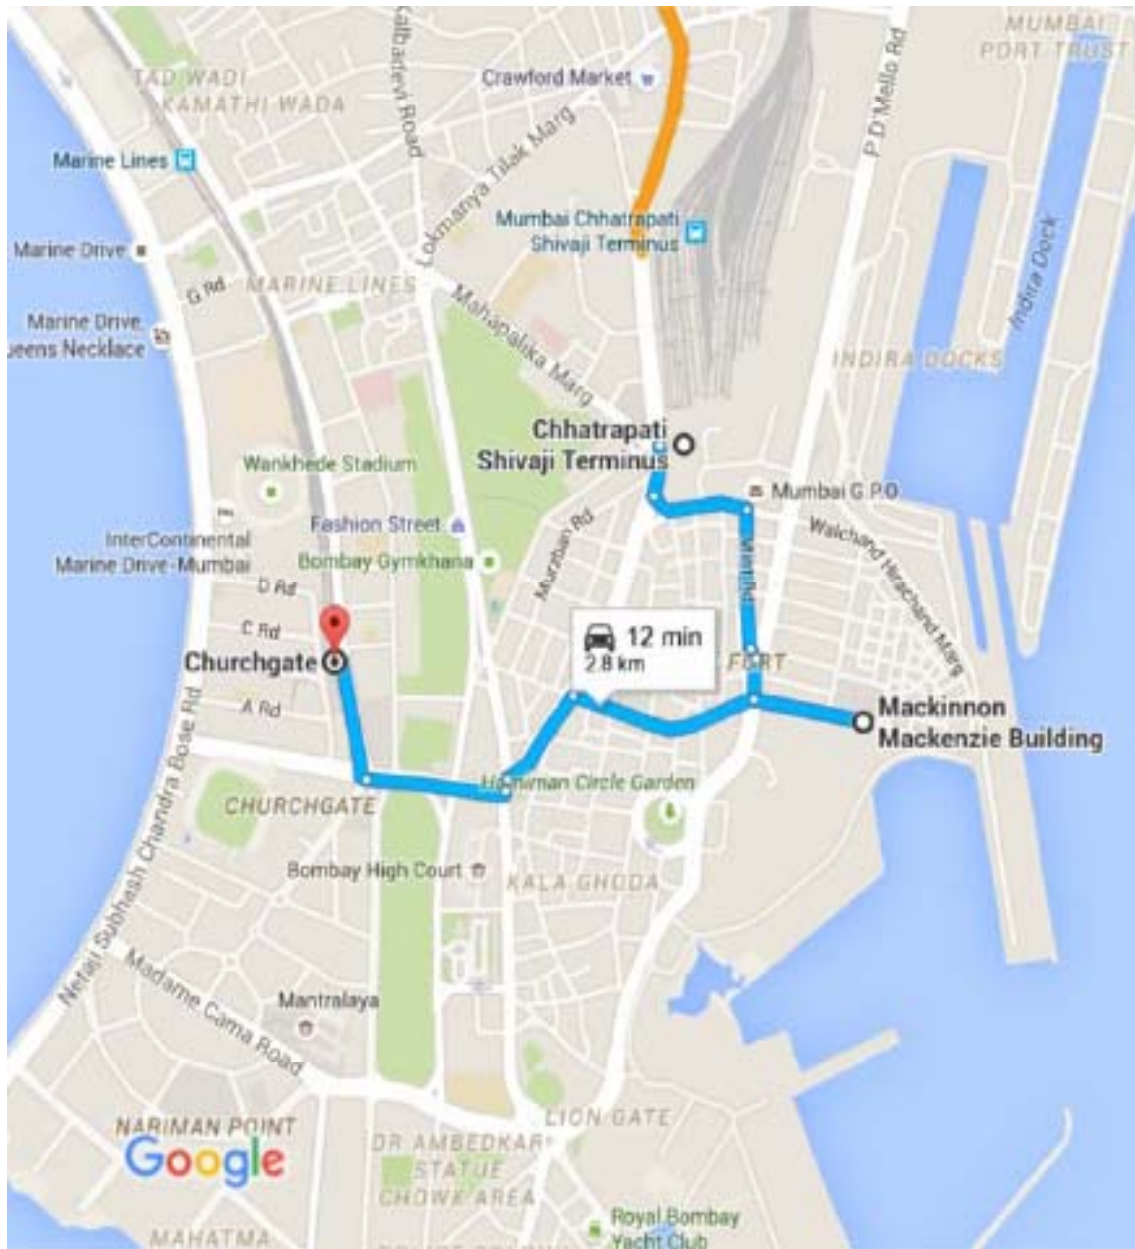 MUMBAI
PORT TRUST
TAD WADI
KAMATHI WADA
Kalbadevi Road
Crawford Market
P D'Mello Rd
Marine Lines
Lokmanya Tilak Marg
Mumbai Chhatrapati
Shivaji Terminus
Marine Drive
G Rd
MARINE LINES
Indira Dock
Mahapalika Marg
Marine Drive,
ueens Necklace
INDIRA DOCKS
Chhatrapati
Shivaji Terminus
Wankhede Stadium
Mumbai G.P.O
Fashion Street
Murzban Rd
Walchand Hirachand Marg
InterContinental
Marine Drive-Mumbai
Bombay Gymkhana
Mint Rd
D Rd
C Rd
12 min
2.8 km
Churchgate
FORT
A Rd
Mackinnon
Mackenzie Building
Netaji Subhash Chandra Bose Rd
Horniman Circle Garden
CHURCHGATE
Bombay High Court
KALA GHODA
Madame Cama Road
Mantralaya
NARIMAN POINT
Google
LION GATE
DR AMBEDKAR
STATUE
CHOWK AREA
Royal Bombay
Yacht Club
MAHATMA